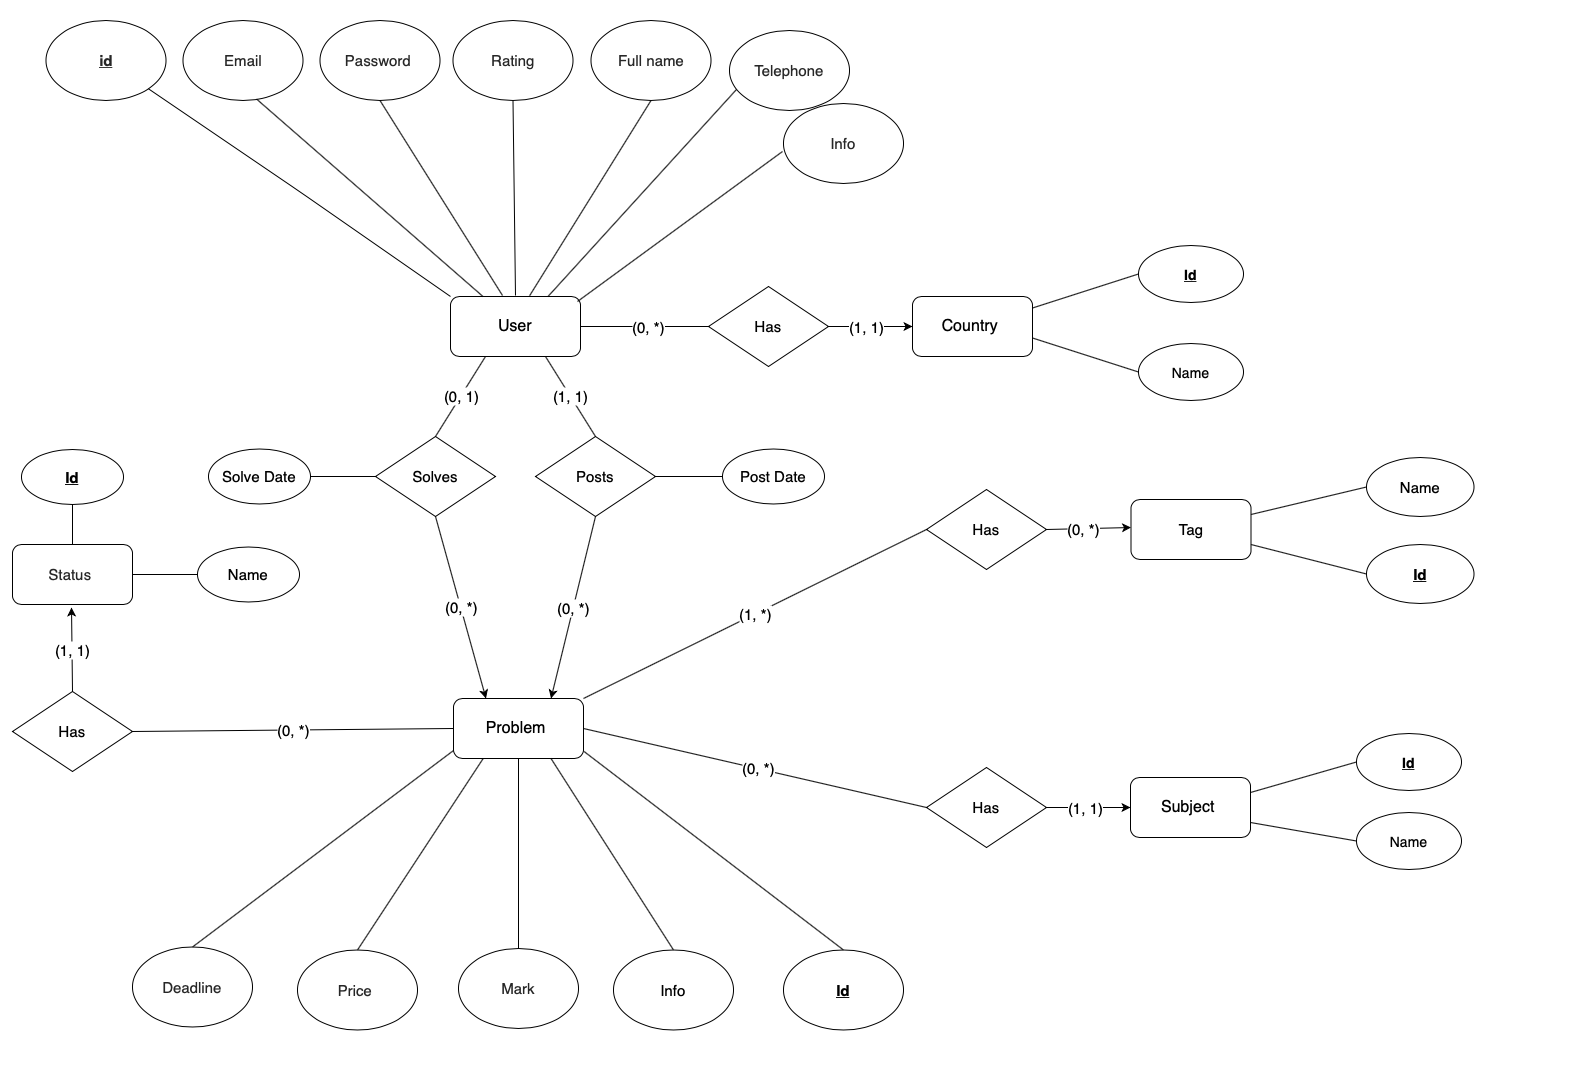 id
Email
Password
Rating
Full name
Telephone
Info
User
(0, *)
Has
(1, 1)
Country
Id
Name
(0, 1)
(1, 1)
Id
Solve Date
Solves
Posts
Post Date
Status
Name
Has
(0, *)
Tag
Name
Id
(0, *)
(0, *)
(1, *)
(1, 1)
Has
(0, *)
Problem
(0, *)
Has
(1, 1)
Subject
Id
Name
Deadline
Price
Mark
Info
Id